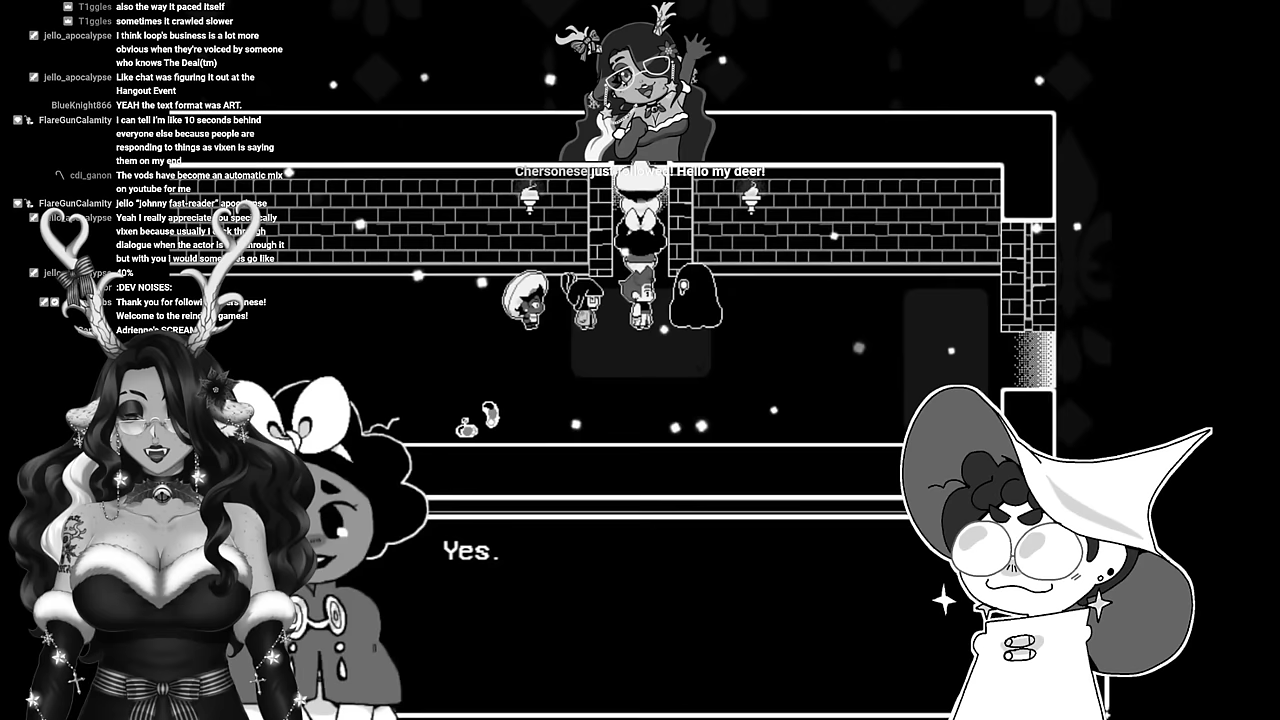 T1ggles also the way it paced itself
T1ggles sometimes it crawled slower
jello_apocalypse I think loop's business is a lot more
obvious when they're voiced by someone
who knows The Deal(tm)
jello_apocalypse Like chat was figuring it out at the
Hangout Event
BlueKnight866 YEAH the text format was ART.
FlareGunCalamity I can tell I'm like 10 seconds behind
everyone else because people are
responding to things as vixen is saying
them on my end
cdi_ganon The vods have become an automatic mix
on youtube for me
FlareGunCalamity jello "johnny fast-reader"
Yeah I really appreciate you specifically
vixen because usually I
dialogue when the actor is through it
but with you I would go like
40%
:DEV NOISES:
Thank you for
Welcome to the games!
Adrienne's SCREAM
Chersonese just followed! Hello my deer!
Yes.